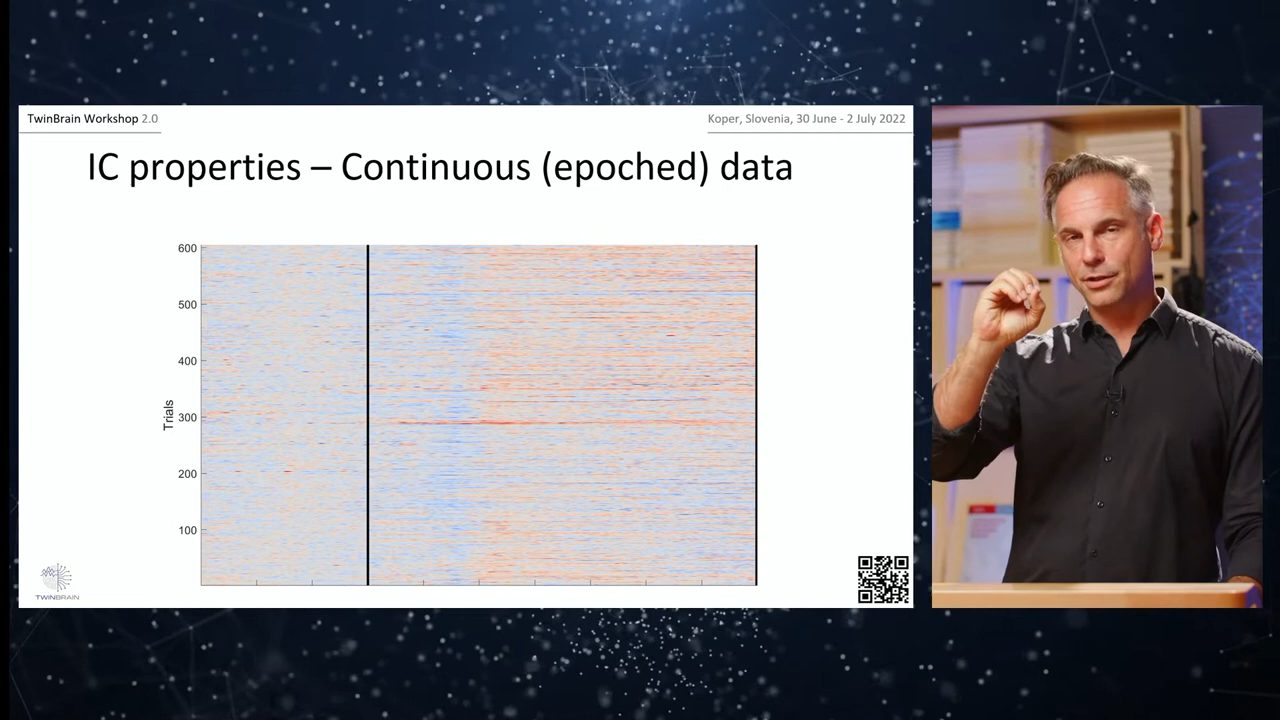 TwinBrain Workshop 2.0
Koper, Slovenia, 30 June - 2 July 2022
IC properties – Continuous (epoched) data
600
500
400
300
200
100
Trials
TWINBRAIN